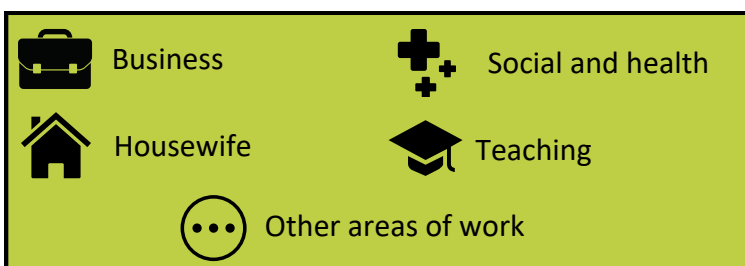 Business
Social and health
Housewife
Teaching
Other areas of work